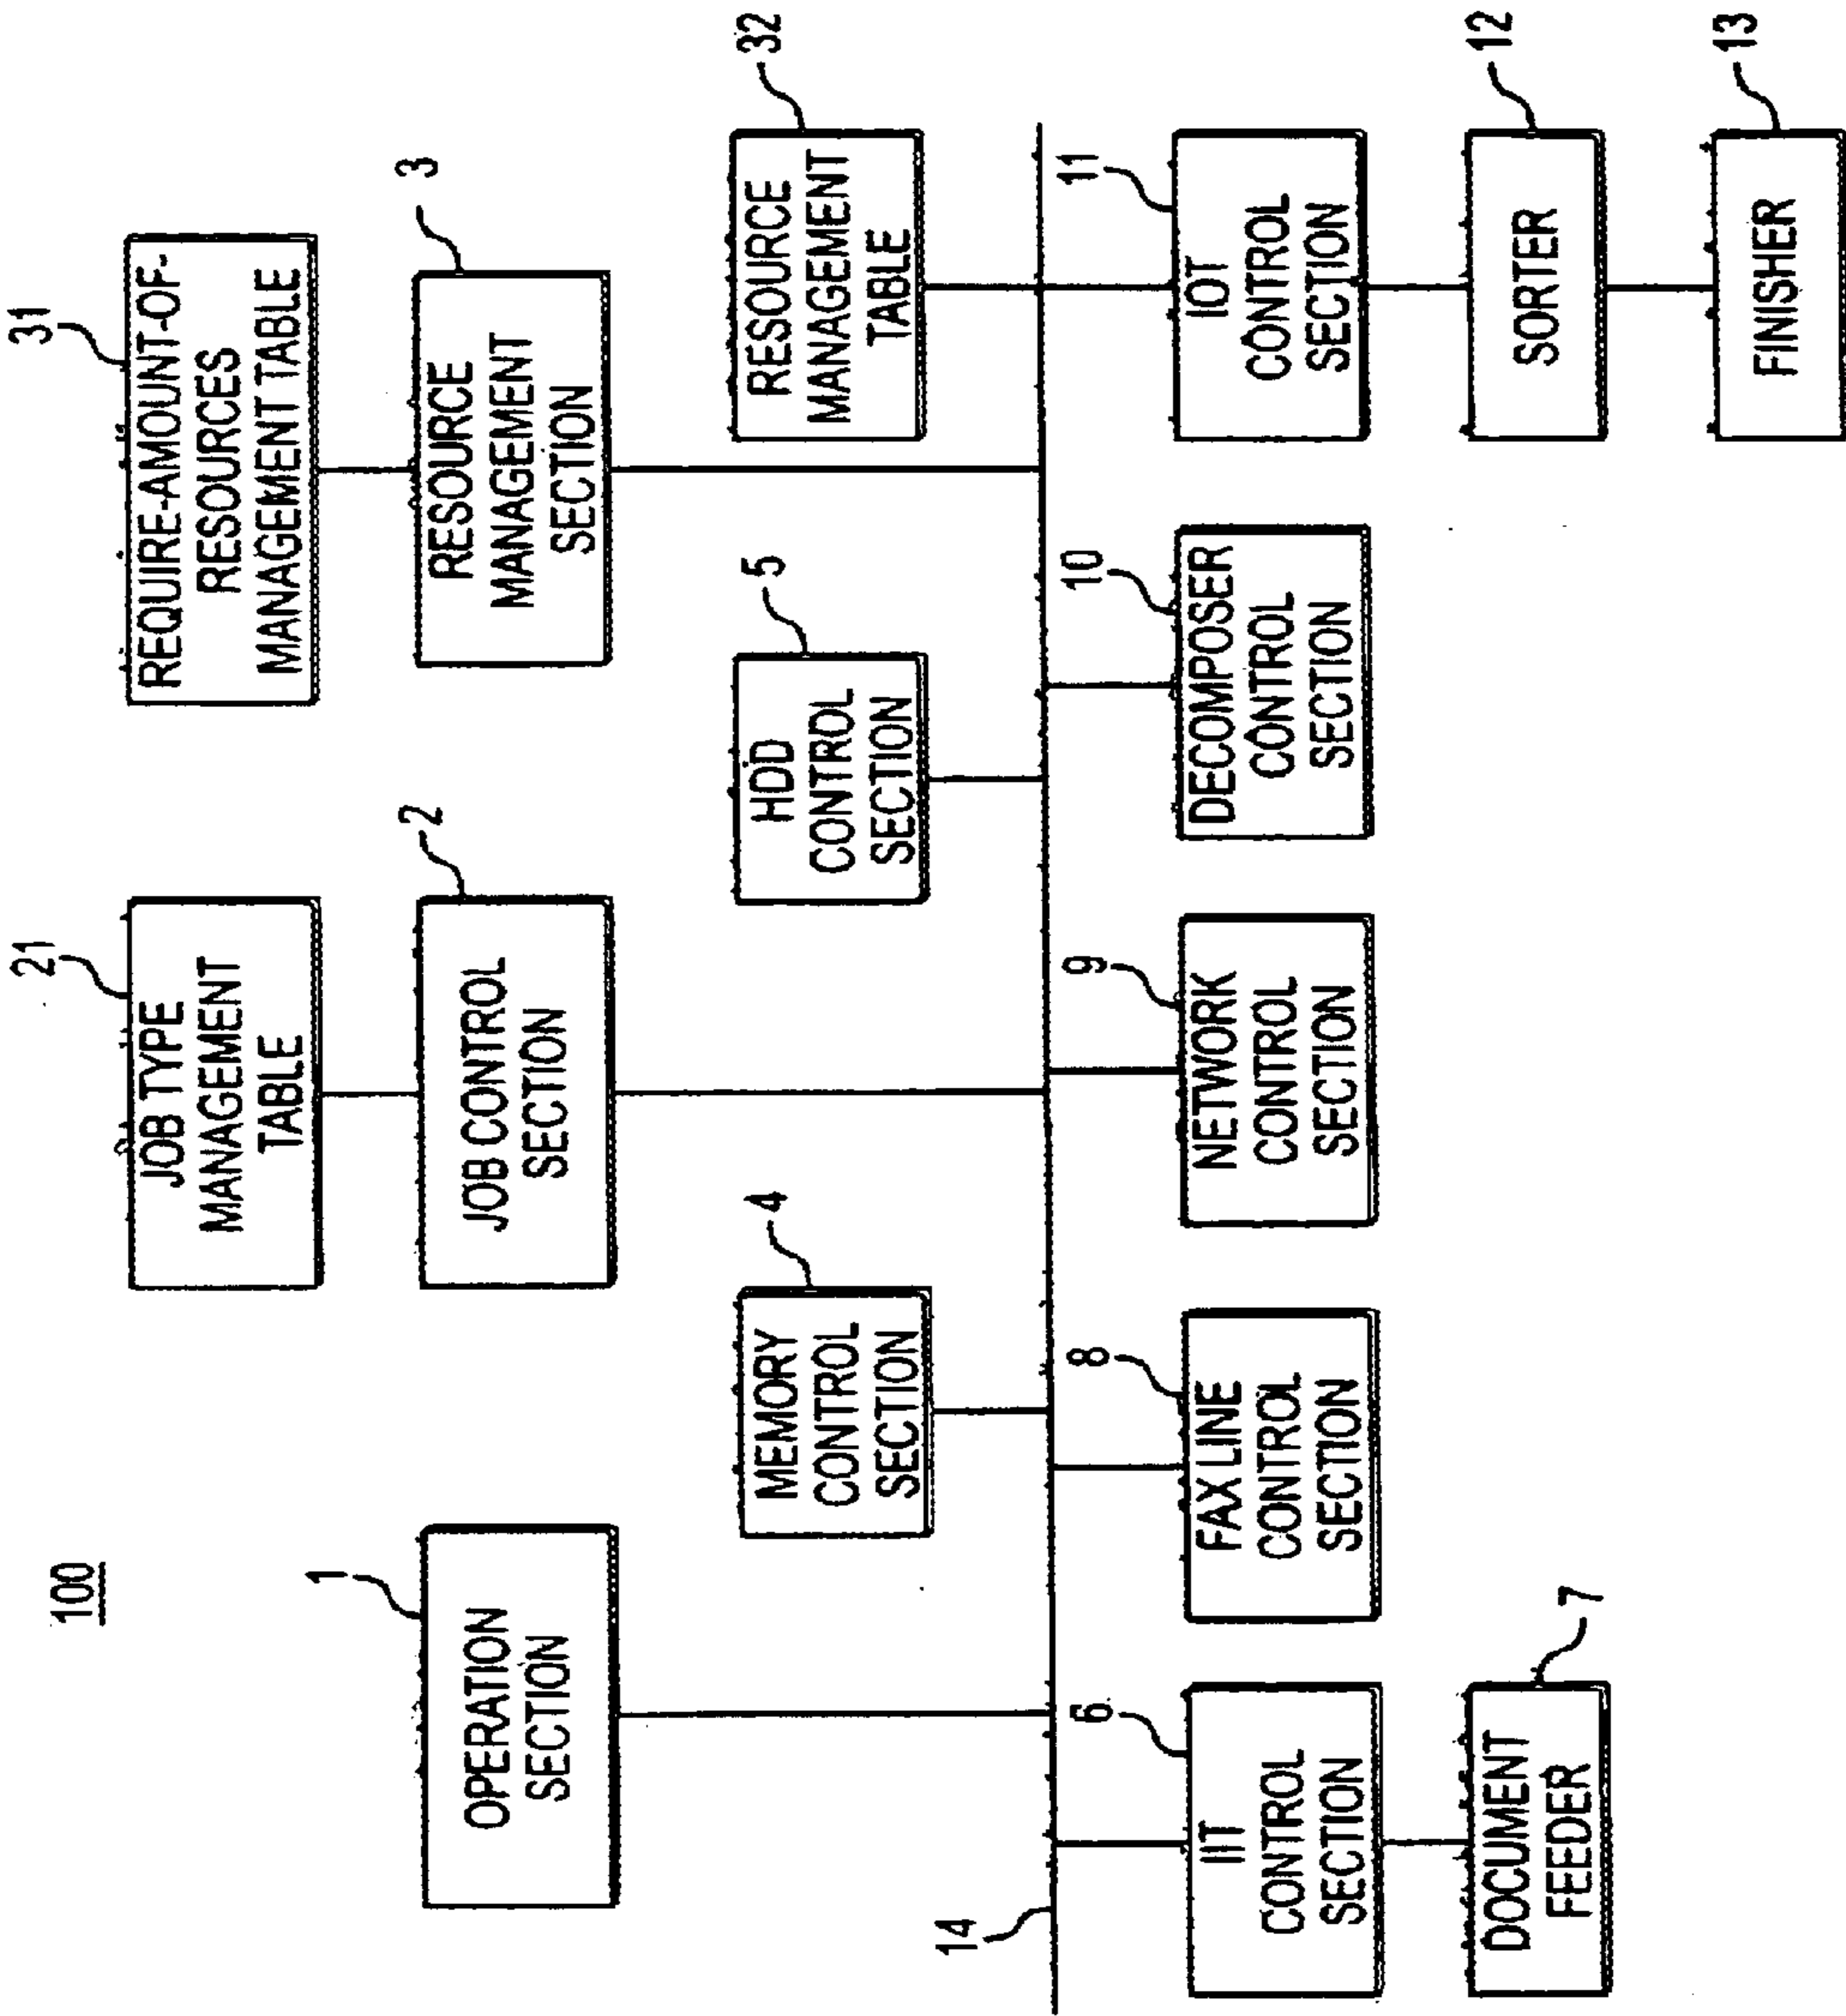 100
21
JOB TYPE
MANAGEMENT
TABLE
31
REQUIRE-AMOUNT-OF-
RESOURCES
MANAGEMENT TABLE
1
OPERATION
SECTION
2
JOB CONTROL
SECTION
3
RESOURCE
MANAGEMENT
SECTION
4
MEMORY
CONTROL
SECTION
5
HDD
CONTROL
SECTION
32
RESOURCE
MANAGEMENT
TABLE
14
6
IIT
CONTROL
SECTION
8
FAX LINE
CONTROL
SECTION
9
NETWORK
CONTROL
SECTION
10
DECOMPOSER
CONTROL
SECTION
11
IOT
CONTROL
SECTION
7
DOCUMENT
FEEDER
12
SORTER
13
FINISHER